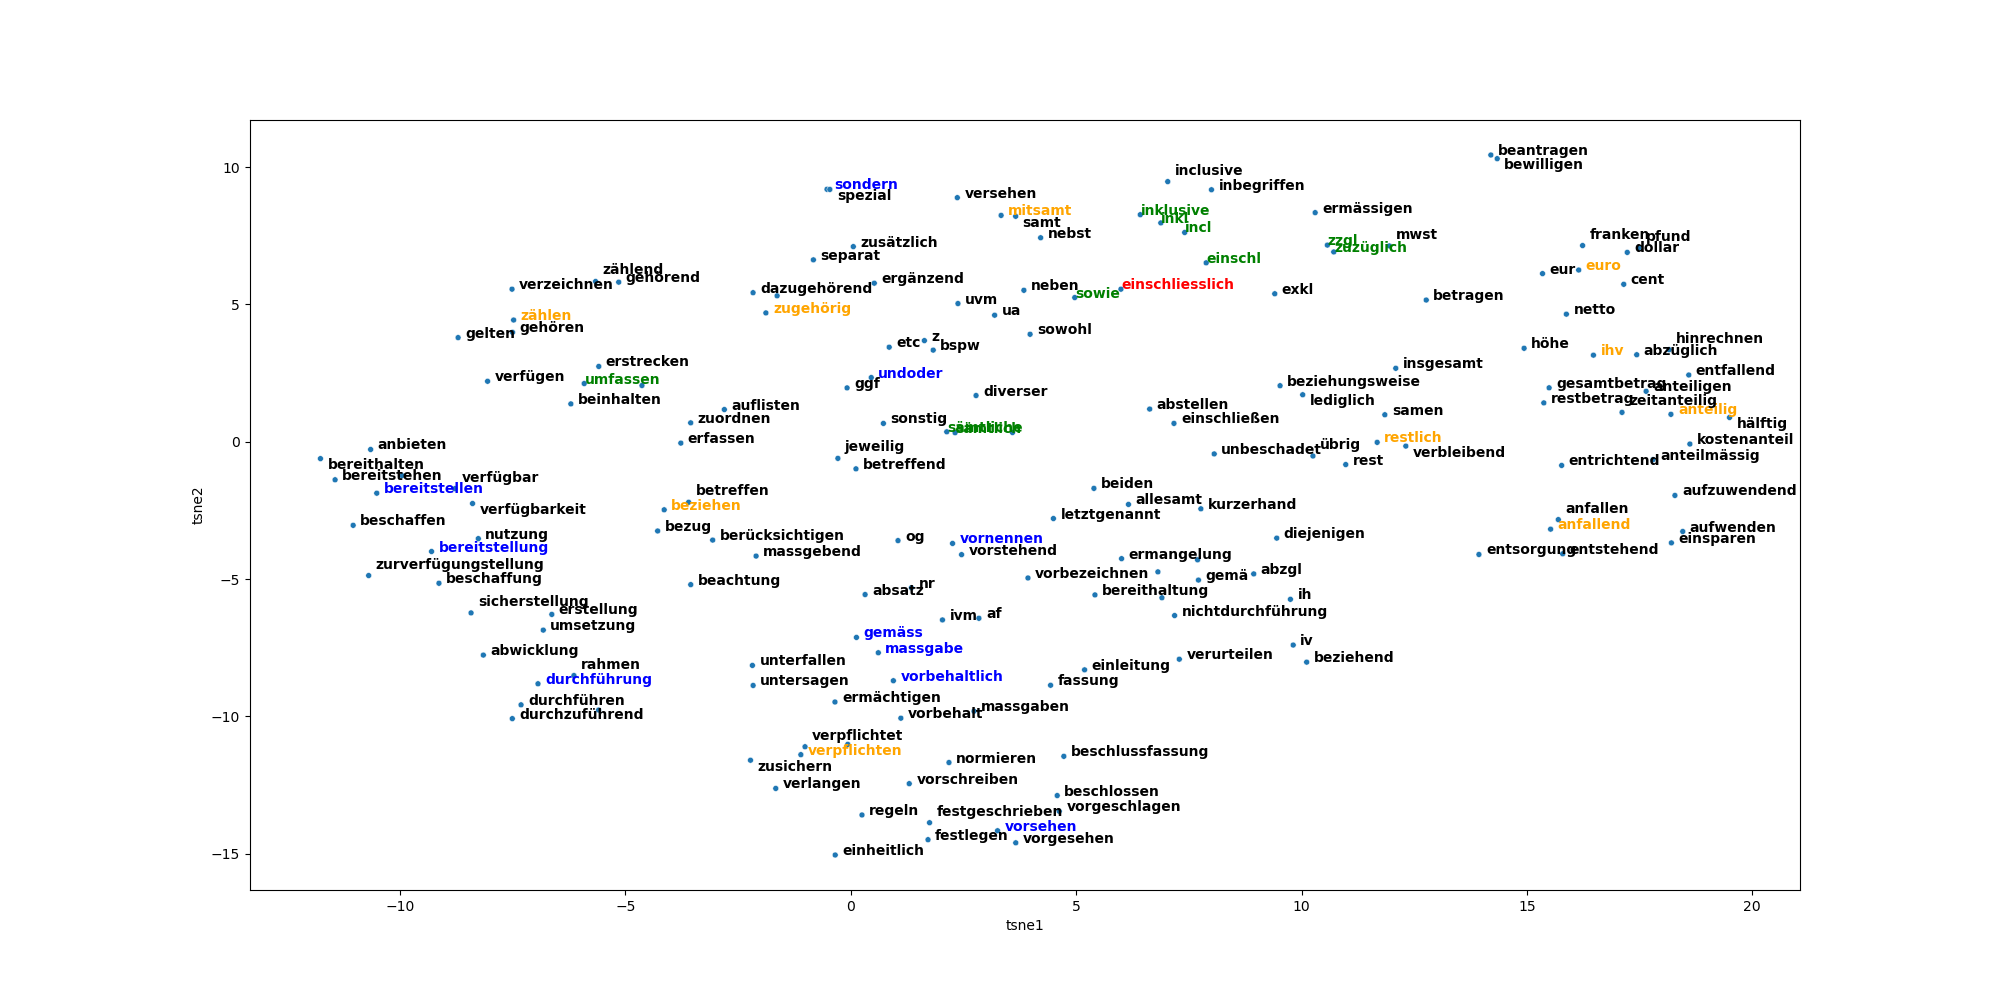 beantragen
bewilligen
inclusive
inbegriffen
sondern
spezial
versehen
mitsamt
samt
nebst
inklusive
inkl
incl
einschl
ermässigen
zzgl
zuzüglich
mwst
franken
pfund
dollar
eur
euro
cent
zusätzlich
separat
zählend
gehörend
verzeichnen
dazugehörend
ergänzend
zugehörig
uvm
ua
neben
sowie
einschliesslich
exkl
betragen
netto
zählen
gehören
gelten
sowohl
etc
z
bspw
höhe
ihv
hinrechnen
abzüglich
erstrecken
umfassen
verfügen
beinhalten
undoder
ggf
diverser
insgesamt
beziehungsweise
lediglich
entfallend
gesamtbetrag
anteiligen
restbetrag
zeitanteilig
anteilig
hälftig
auflisten
zuordnen
erfassen
sonstig
abstellen
einschließen
samen
restlich
verbleibend
kostenanteil
anteilmässig
anbieten
bereithalten
bereitstehen
bereitstellen
verfügbar
verfügbarkeit
jeweilig
betreffend
unbeschadet
übrig
rest
entrichtend
betreffen
beziehen
bezug
beiden
allesamt
kurzerhand
letztgenannt
aufzuwendend
anfallen
anfallend
aufwenden
einsparen
beschaffen
nutzung
bereitstellung
berücksichtigen
massgebend
og
vornennen
vorstehend
diejenigen
entsorgung
entstehend
ermangelung
zurverfügungstellung
beschaffung
beachtung
vorbezeichnen
gemä
abzgl
absatz
nr
bereithaltung
ih
sicherstellung
erstellung
umsetzung
ivm
af
nichtdurchführung
gemäss
massgabe
iv
abwicklung
rahmen
unterfallen
verurteilen
beziehend
einleitung
durchführung
untersagen
vorbehaltlich
fassung
durchführen
durchzuführend
ermächtigen
vorbehalt
massgaben
verpflichtet
verpflichten
zusichern
normieren
beschlussfassung
verlangen
vorschreiben
beschlossen
vorgeschlagen
regeln
festgeschrieben
vorsehen
festlegen
vorgesehen
einheitlich
10
5
0
−5
−10
−15
tsne2
−10
−5
0
5
10
15
20
tsne1